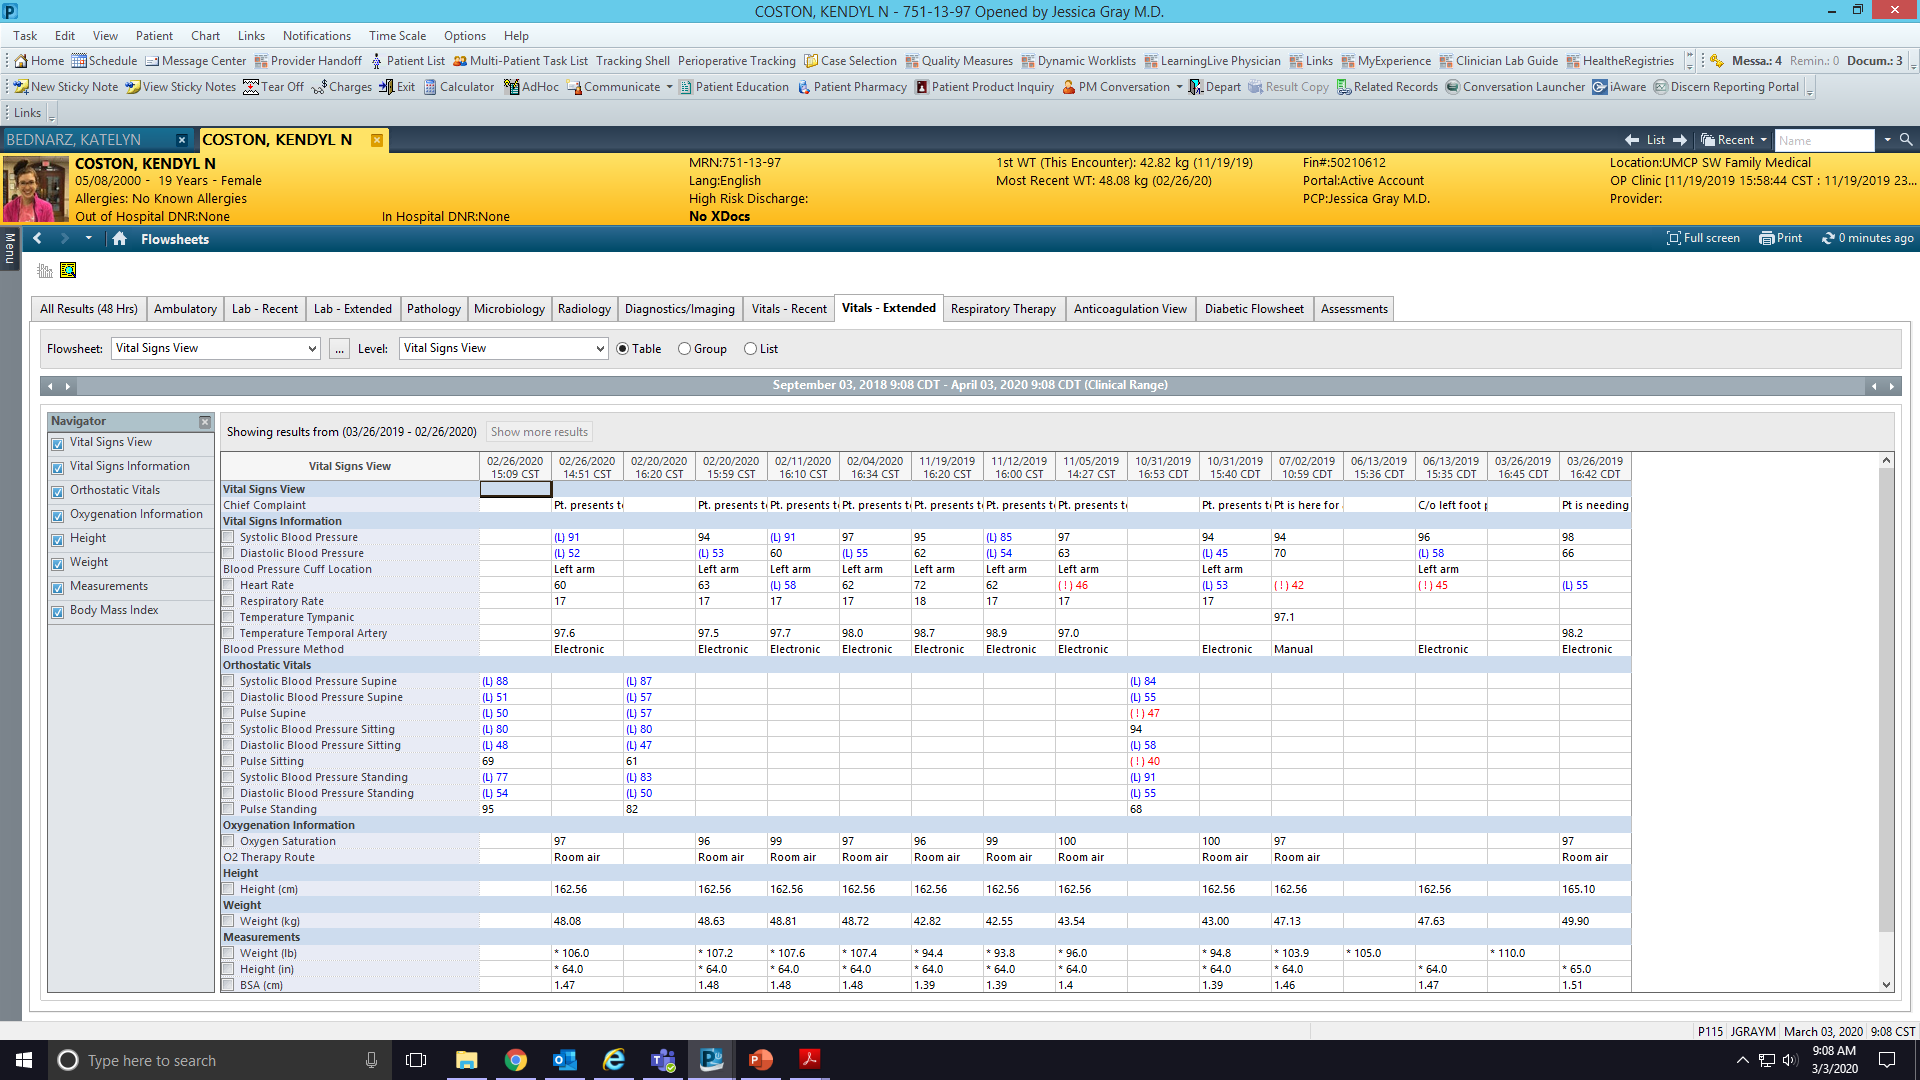 COSTON, KENDYL N - 751-13-97 Opened by Jessica Gray M.D.
Task Edit View Patient Chart Links Notifications Time Scale Options Help
Home Schedule Message Center Provider Handoff Patient List Multi-Patient Task List Tracking Shell Perioperative Tracking Case Selection Quality Measures Dynamic Worklists LearningLive Physician Links MyExperience Clinician Lab Guide HealtheRegistries Messa.: 4 Remin.: 0 Docum.: 3
New Sticky Note View Sticky Notes Tear Off Charges Exit Calculator AdHoc Communicate Patient Education Patient Pharmacy Patient Product Inquiry PM Conversation Depart Result Copy Related Records Conversation Launcher iAware Discern Reporting Portal
Links
BEDNARZ, KATELYN COSTON, KENDYL N List Recent Name
COSTON, KENDYL N MRN:751-13-97 1st WT (This Encounter): 42.82 kg (11/19/19) Fin#:50210612 Location:UMCP SW Family Medical
05/08/2000 - 19 Years - Female Lang:English Most Recent WT: 48.08 kg (02/26/20) Portal:Active Account OP Clinic [11/19/2019 15:58:44 CST : 11/19/2019 23...
Allergies: No Known Allergies High Risk Discharge: PCP:Jessica Gray M.D. Provider:
Out of Hospital DNR:None In Hospital DNR:None No XDocs
Menu
Flowsheets Full screen Print 0 minutes ago
All Results (48 Hrs) Ambulatory Lab - Recent Lab - Extended Pathology Microbiology Radiology Diagnostics/Imaging Vitals - Recent Vitals - Extended Respiratory Therapy Anticoagulation View Diabetic Flowsheet Assessments
Flowsheet: Vital Signs View ... Level: Vital Signs View Table Group List
September 03, 2018 9:08 CDT - April 03, 2020 9:08 CDT (Clinical Range)
Navigator
Vital Signs View
Vital Signs Information
Orthostatic Vitals
Oxygenation Information
Height
Weight
Measurements
Body Mass Index
Showing results from (03/26/2019 - 02/26/2020) Show more results
Vital Signs View 02/26/2020 15:09 CST 02/26/2020 14:51 CST 02/20/2020 16:20 CST 02/20/2020 15:59 CST 02/11/2020 16:10 CST 02/04/2020 16:34 CST 11/19/2019 16:20 CST 11/12/2019 16:00 CST 11/05/2019 14:27 CST 10/31/2019 16:53 CDT 10/31/2019 15:40 CDT 07/02/2019 10:59 CDT 06/13/2019 15:36 CDT 06/13/2019 15:35 CDT 03/26/2019 16:45 CDT 03/26/2019 16:42 CDT
Vital Signs View
Chief Complaint Pt. presents t Pt. presents t Pt. presents t Pt. presents t Pt. presents t Pt. presents t Pt. presents t Pt. presents t Pt is here for C/o left foot Pt is needing
Vital Signs Information
Systolic Blood Pressure (L) 91 94 (L) 91 97 95 (L) 85 97 94 94 96 98
Diastolic Blood Pressure (L) 52 (L) 53 60 (L) 55 62 (L) 54 63 (L) 45 70 (L) 58 66
Blood Pressure Cuff Location Left arm Left arm Left arm Left arm Left arm Left arm Left arm Left arm Left arm
Heart Rate 60 63 (L) 58 62 72 62 (!) 46 (L) 53 (!) 42 (!) 45 (L) 55
Respiratory Rate 17 17 17 17 18 17 17 17
Temperature Tympanic 97.1
Temperature Temporal Artery 97.6 97.5 97.7 98.0 98.7 98.9 97.0 98.2
Blood Pressure Method Electronic Electronic Electronic Electronic Electronic Electronic Electronic Electronic Manual Electronic Electronic
Orthostatic Vitals
Systolic Blood Pressure Supine (L) 88 (L) 87 (L) 84
Diastolic Blood Pressure Supine (L) 51 (L) 57 (L) 55
Pulse Supine (L) 50 (L) 57 (!) 47
Systolic Blood Pressure Sitting (L) 80 (L) 80 94
Diastolic Blood Pressure Sitting (L) 48 (L) 47 (L) 58
Pulse Sitting 69 61 (!) 40
Systolic Blood Pressure Standing (L) 77 (L) 83 (L) 91
Diastolic Blood Pressure Standing (L) 54 (L) 50 (L) 55
Pulse Standing 95 82 68
Oxygenation Information
Oxygen Saturation 97 96 99 97 96 99 100 100 97 97
O2 Therapy Route Room air Room air Room air Room air Room air Room air Room air Room air Room air Room air
Height
Height (cm) 162.56 162.56 162.56 162.56 162.56 162.56 162.56 162.56 162.56 162.56 165.10
Weight
Weight (kg) 48.08 48.63 48.81 48.72 42.82 42.55 43.54 43.00 47.13 47.63 49.90
Measurements
Weight (lb) * 106.0 * 107.2 * 107.6 * 107.4 * 94.4 * 93.8 * 96.0 * 94.8 * 103.9 * 105.0 * 110.0
Height (in) * 64.0 * 64.0 * 64.0 * 64.0 * 64.0 * 64.0 * 64.0 * 64.0 * 64.0 * 64.0 * 65.0
BSA (cm) 1.47 1.48 1.48 1.48 1.39 1.39 1.4 1.39 1.46 1.47 1.51
P115 JGRAYM March 03, 2020 9:08 CST
Type here to search
9:08 AM
3/3/2020